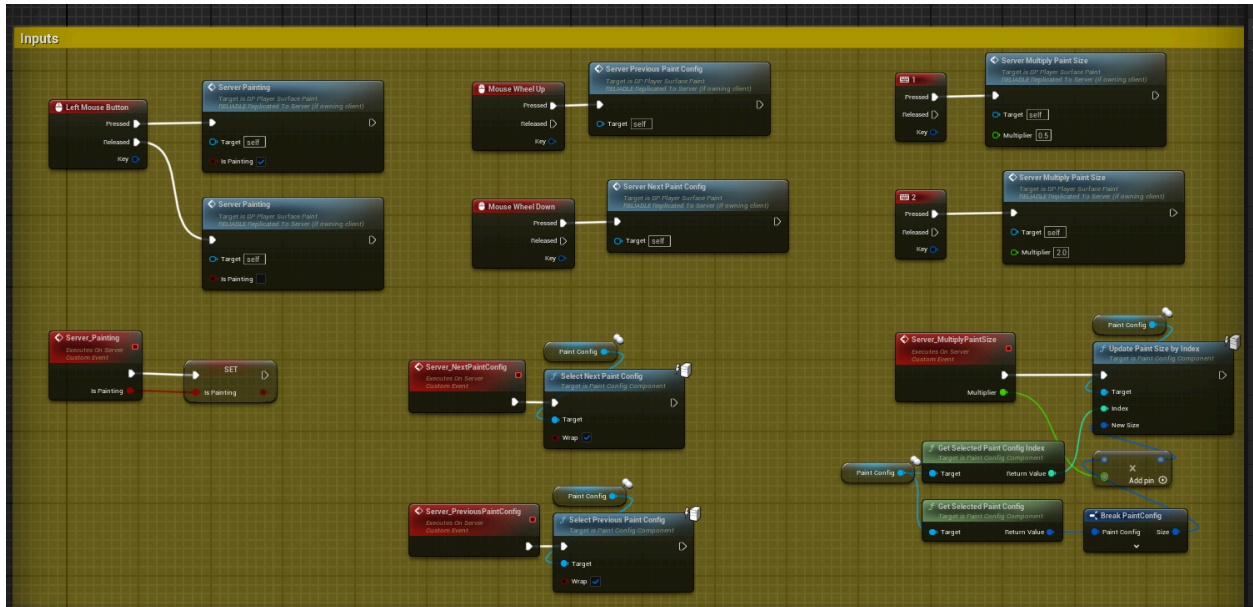 Inputs
Left Mouse Button
Pressed
Released
Key
Server Painting
Target is BP Player Surface Paint
RELIABLE Replicated To Server (if owning client)
Target self
Is Painting
Server Painting
Target is BP Player Surface Paint
RELIABLE Replicated To Server (if owning client)
Target self
Is Painting
Mouse Wheel Up
Pressed
Released
Key
Server Previous Paint Config
Target is BP Player Surface Paint
RELIABLE Replicated To Server (if owning client)
Target self
Mouse Wheel Down
Pressed
Released
Key
Server Next Paint Config
Target is BP Player Surface Paint
RELIABLE Replicated To Server (if owning client)
Target self
1
Pressed
Released
Key
Server Multiply Paint Size
Target is BP Player Surface Paint
RELIABLE Replicated To Server (if owning client)
Target self
Multiplier 0.5
2
Pressed
Released
Key
Server Multiply Paint Size
Target is BP Player Surface Paint
RELIABLE Replicated To Server (if owning client)
Target self
Multiplier 2.0
Server_Painting
Executes On Server
Custom Event
Is Painting
SET
Is Painting
Server_NextPaintConfig
Executes On Server
Custom Event
Paint Config
Select Next Paint Config
Target is Paint Config Component
Target
Wrap
Server_PreviousPaintConfig
Executes On Server
Custom Event
Paint Config
Select Previous Paint Config
Target is Paint Config Component
Target
Wrap
Server_MultiplyPaintSize
Executes On Server
Custom Event
Multiplier
Paint Config
Update Paint Size by Index
Target is Paint Config Component
Target
Index
New Size
Paint Config
Get Selected Paint Config Index
Target is Paint Config Component
Target Return Value
Get Selected Paint Config
Target is Paint Config Component
Target Return Value
Add pin
Break PaintConfig
Paint Config Size